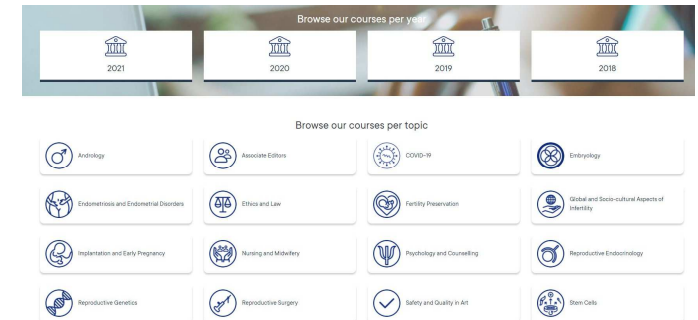 Browse our courses per year
2021
2020
2019
2018
Browse our courses per topic
Andrology
Associate Editors
COVID-19
Embryology
Endometriosis and Endometrial Disorders
Ethics and Law
Fertility Preservation
Global and Socio-cultural Aspects of
Infertility
Implantation and Early Pregnancy
Nursing and Midwifery
Psychology and Counselling
Reproductive Endocrinology
Reproductive Genetics
Reproductive Surgery
Safety and Quality in Art
Stem Cells